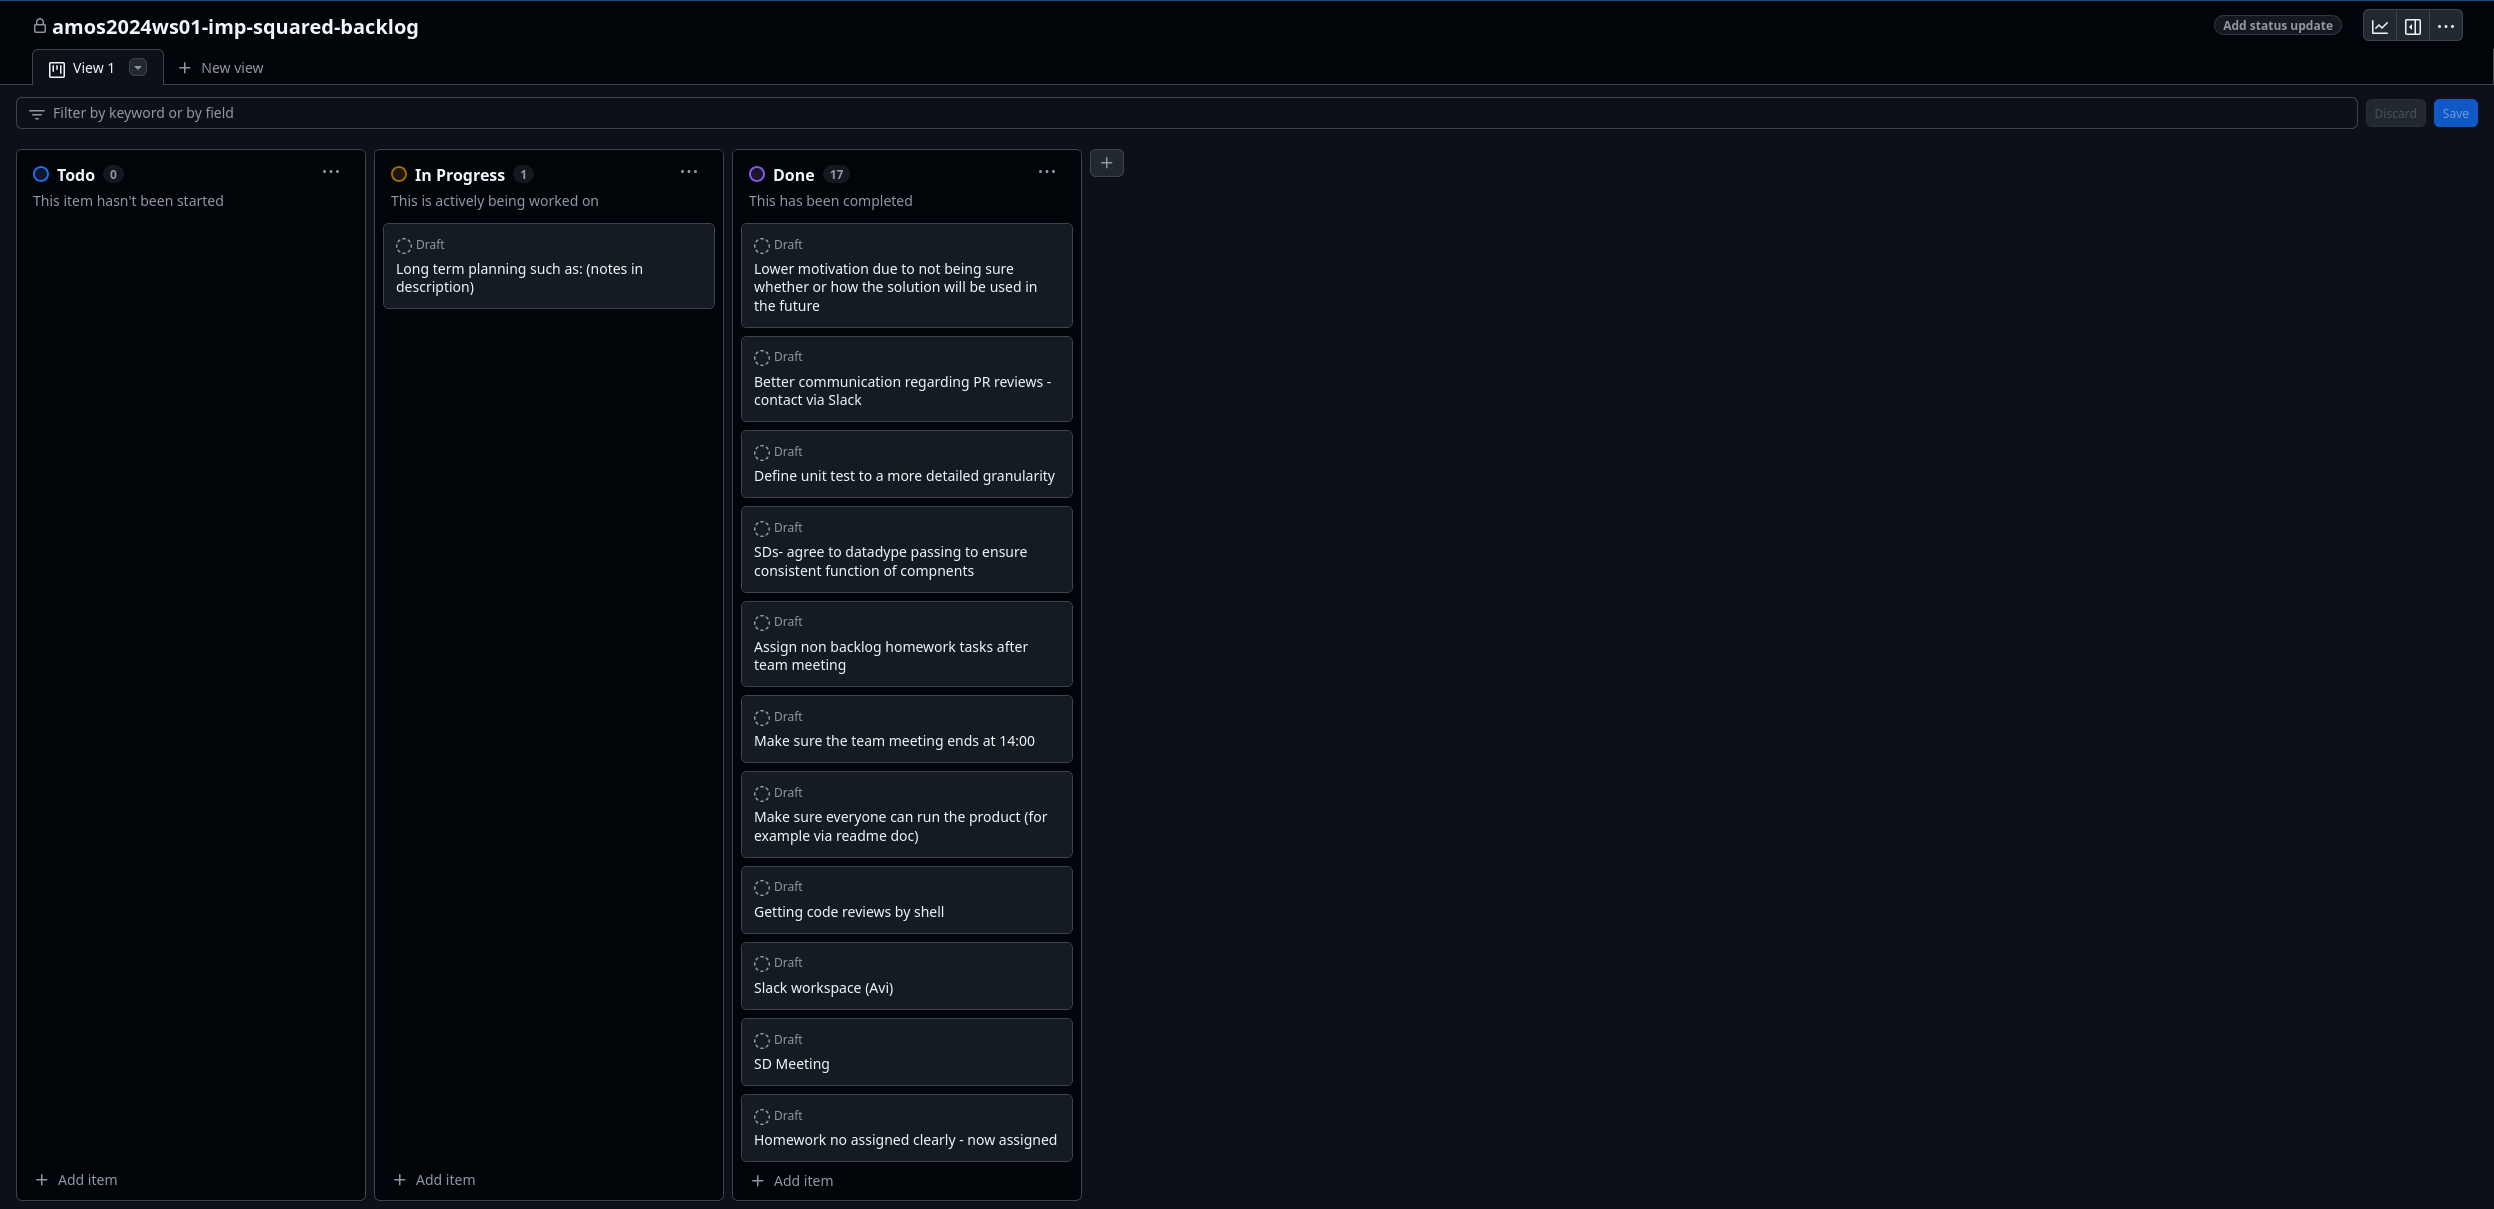 amos2024ws01-imp-squared-backlog
Add status update
View 1
New view
Filter by keyword or by field
Discard
Save
Todo 0
This item hasn't been started
Add item
In Progress 1
This is actively being worked on
Draft
Long term planning such as: (notes in
description)
Add item
Done 17
This has been completed
Draft
Lower motivation due to not being sure
whether or how the solution will be used in
the future
Draft
Better communication regarding PR reviews -
contact via Slack
Draft
Define unit test to a more detailed granularity
Draft
SDs- agree to datadype passing to ensure
consistent function of compnents
Draft
Assign non backlog homework tasks after
team meeting
Draft
Make sure the team meeting ends at 14:00
Draft
Make sure everyone can run the product (for
example via readme doc)
Draft
Getting code reviews by shell
Draft
Slack workspace (Avi)
Draft
SD Meeting
Draft
Homework no assigned clearly - now assigned
Add item